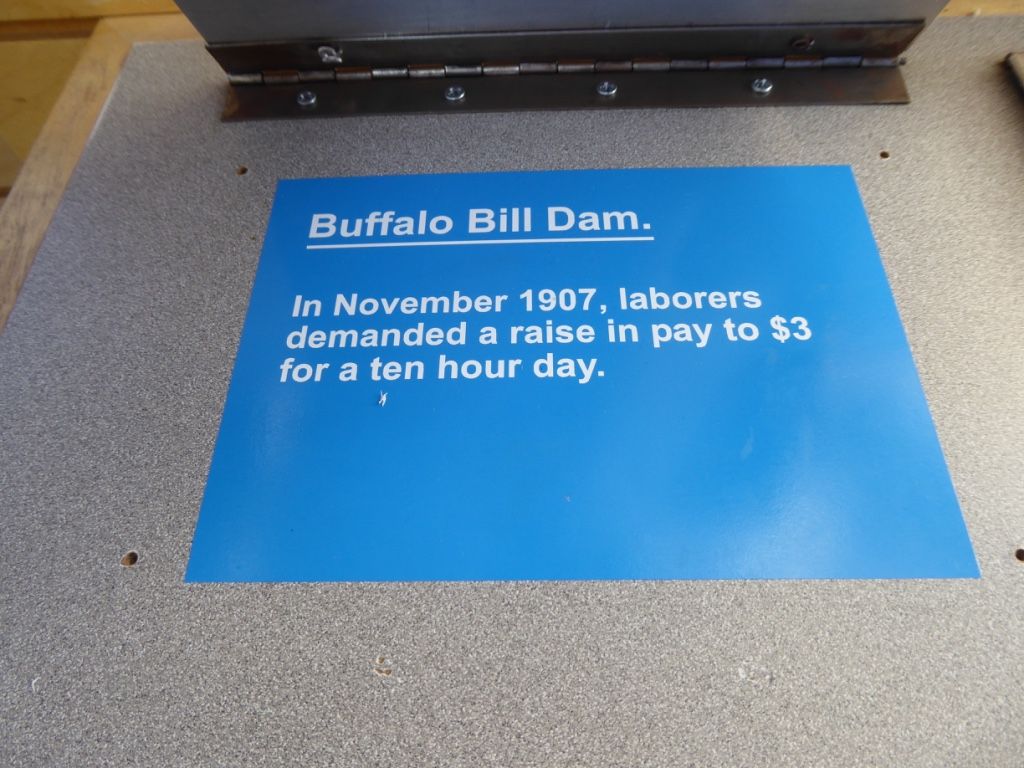 Buffalo Bill Dam.
In November 1907, laborers
demanded a raise in pay to $3
for a ten hour day.